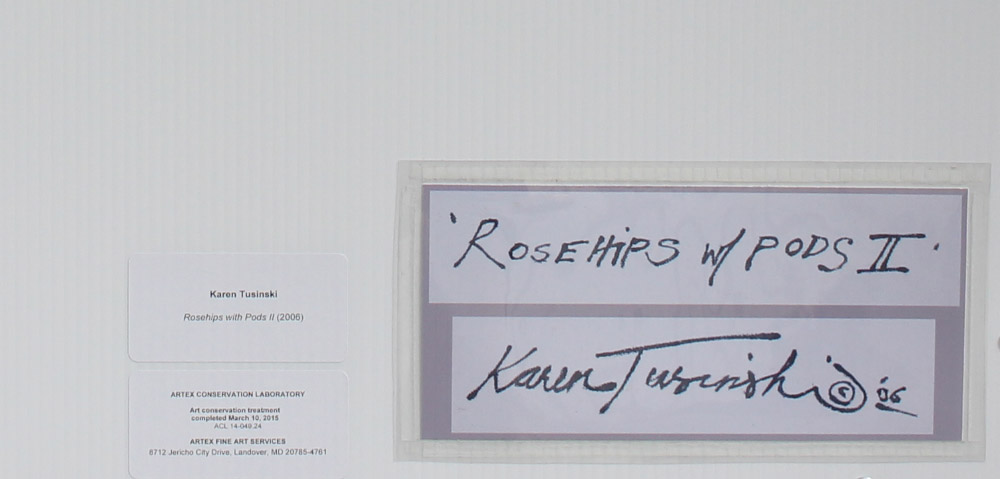 'ROSEHIPS W/ PODS II'
Karen Tusinski © '06
Karen Tusinski
Rosehips with Pods II (2006)
ARTEX CONSERVATION LABORATORY
Art conservation treatment
completed March 10, 2015
ACL 14-049.24
ARTEX FINE ART SERVICES
8712 Jericho City Drive, Landover, MD 20785-4761